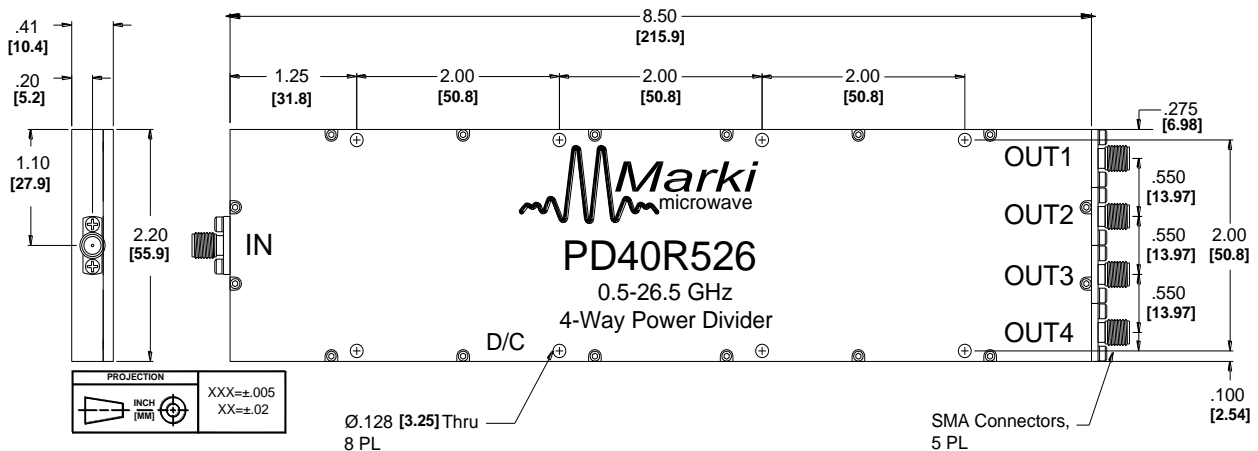 8.50
[215.9]
.41
[10.4]
.20
[5.2]
1.25
[31.8]
2.00
[50.8]
2.00
[50.8]
2.00
[50.8]
.275
[6.98]
1.10
[27.9]
2.20
[55.9]
IN
Marki
microwave
PD40R526
0.5-26.5 GHz
4-Way Power Divider
D/C
OUT1
OUT2
OUT3
OUT4
.550
[13.97]
.550
[13.97]
.550
[13.97]
2.00
[50.8]
.100
[2.54]
PROJECTION
INCH
[MM]
XXX=±.005
XX=±.02
Ø.128 [3.25] Thru
8 PL
SMA Connectors,
5 PL